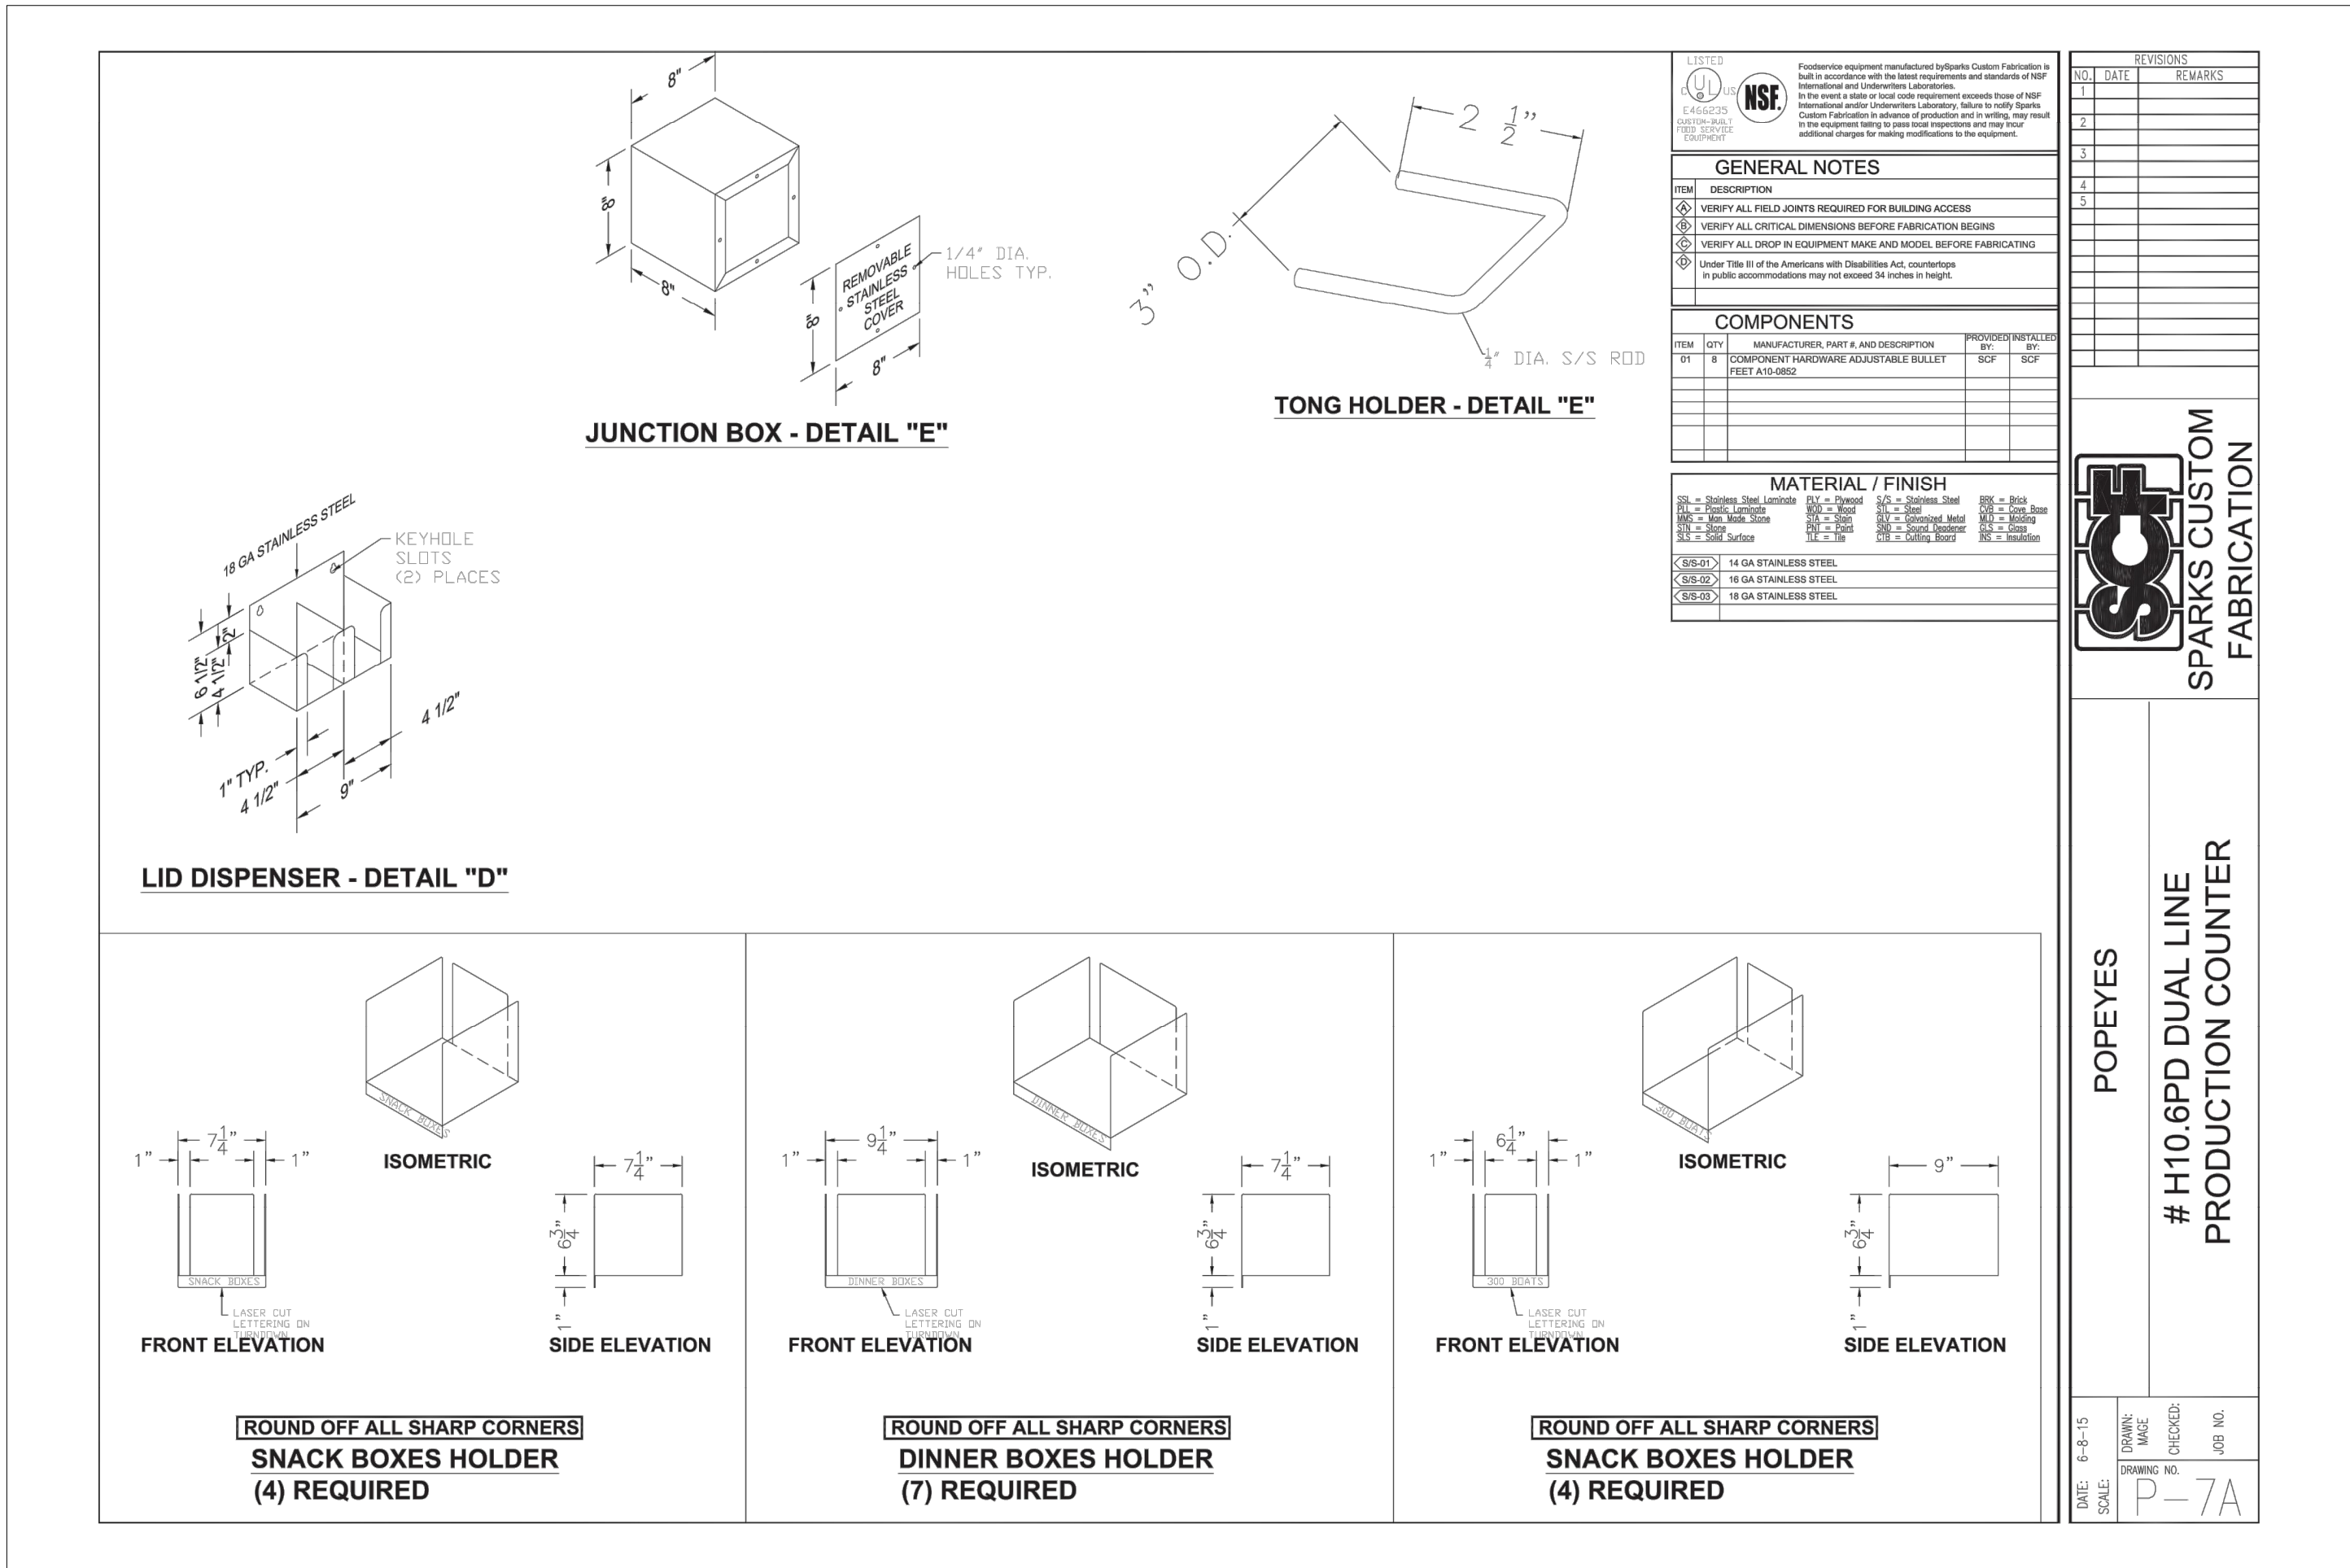 8"
8"
8"
REMOVABLE
STAINLESS
STEEL
COVER
1/4" DIA.
HOLES TYP.
8"
8"
JUNCTION BOX - DETAIL "E"
2 1/2"
3" O.D.
1/4" DIA. S/S ROD
TONG HOLDER - DETAIL "E"
18 GA STAINLESS STEEL
KEYHOLE
SLOTS
(2) PLACES
2"
6 1/2"
4 1/2"
4 1/2"
1" TYP.
4 1/2"
9"
LID DISPENSER - DETAIL "D"
LISTED
C UL US
E466235
CUSTOM-BUILT
FOOD SERVICE
EQUIPMENT
NSF.
Foodservice equipment manufactured bySparks Custom Fabrication is
built in accordance with the latest requirements and standards of NSF
International and Underwriters Laboratories.
In the event a state or local code requirement exceeds those of NSF
International and/or Underwriters Laboratory, failure to notify Sparks
Custom Fabrication in advance of production and in writing, may result
in the equipment failing to pass local inspections and may incur
additional charges for making modifications to the equipment.
GENERAL NOTES
ITEM DESCRIPTION
A VERIFY ALL FIELD JOINTS REQUIRED FOR BUILDING ACCESS
B VERIFY ALL CRITICAL DIMENSIONS BEFORE FABRICATION BEGINS
C VERIFY ALL DROP IN EQUIPMENT MAKE AND MODEL BEFORE FABRICATING
D Under Title III of the Americans with Disabilities Act, countertops
in public accommodations may not exceed 34 inches in height.
COMPONENTS
ITEM QTY MANUFACTURER, PART #, AND DESCRIPTION PROVIDED BY: INSTALLED BY:
01 8 COMPONENT HARDWARE ADJUSTABLE BULLET SCF SCF
FEET A10-0852
MATERIAL / FINISH
SSL = Stainless Steel Laminate PLY = Plywood S/S = Stainless Steel BRK = Brick
PLL = Plastic Laminate WOD = Wood STL = Steel CVB = Cove Base
MMS = Man Made Stone STA = Stain GLV = Galvanized Metal MLD = Molding
STN = Stone PNT = Paint SND = Sound Deadener GLS = Glass
SLS = Solid Surface TLE = Tile CTB = Cutting Board INS = Insulation
S/S-01 14 GA STAINLESS STEEL
S/S-02 16 GA STAINLESS STEEL
S/S-03 18 GA STAINLESS STEEL
REVISIONS
NO. DATE REMARKS
1
2
3
4
5
SCF
SPARKS CUSTOM
FABRICATION
POPEYES
# H10.6PD DUAL LINE
PRODUCTION COUNTER
DATE: 6-8-15
SCALE:
DRAWN:
MAGE
CHECKED:
JOB NO.
DRAWING NO.
P-7A
SNACK BOXES
ISOMETRIC
7 1/4"
1" 1"
SNACK BOXES
LASER CUT
LETTERING ON
TURNDOWN
FRONT ELEVATION
7 1/4"
6 3/4"
1"
SIDE ELEVATION
ROUND OFF ALL SHARP CORNERS
SNACK BOXES HOLDER
(4) REQUIRED
DINNER BOXES
ISOMETRIC
9 1/4"
1" 1"
DINNER BOXES
LASER CUT
LETTERING ON
TURNDOWN
FRONT ELEVATION
7 1/4"
6 3/4"
1"
SIDE ELEVATION
ROUND OFF ALL SHARP CORNERS
DINNER BOXES HOLDER
(7) REQUIRED
300 BOATS
ISOMETRIC
6 1/4"
1" 1"
300 BOATS
LASER CUT
LETTERING ON
TURNDOWN
FRONT ELEVATION
9"
6 3/4"
1"
SIDE ELEVATION
ROUND OFF ALL SHARP CORNERS
SNACK BOXES HOLDER
(4) REQUIRED